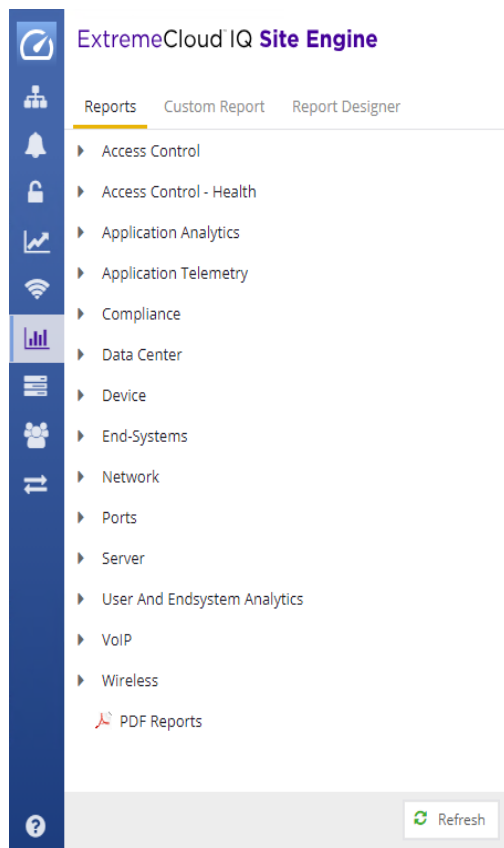 ExtremeCloud™ IQ Site Engine
Reports Custom Report Report Designer
Access Control
Access Control - Health
Application Analytics
Application Telemetry
Compliance
Data Center
Device
End-Systems
Network
Ports
Server
User And Endsystem Analytics
VoIP
Wireless
PDF Reports
Refresh